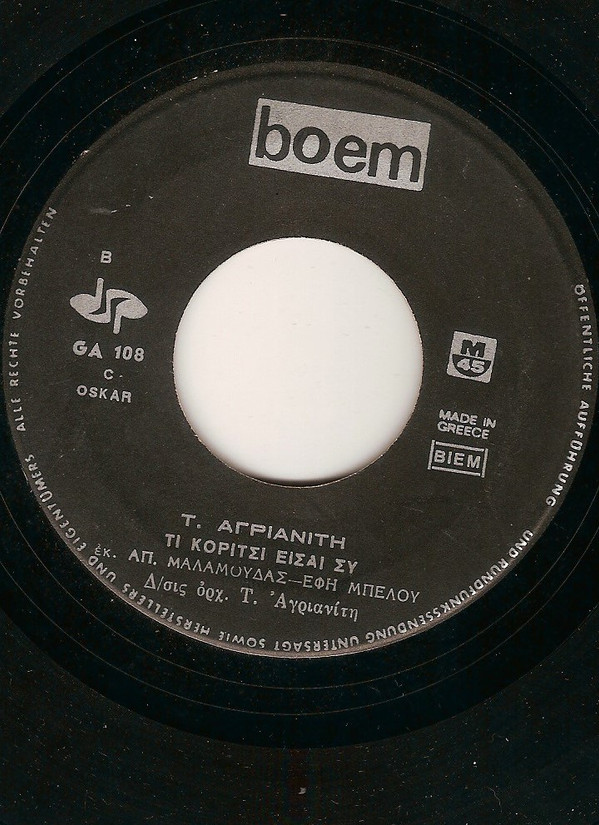 boem
B
GA 108
C -
OSKAR
M
45
MADE IN
GREECE
BIEM
Τ. ΑΓΡΙΑΝΙΤΗ
ΤΙ ΚΟΡΙΤΣΙ ΕΙΣΑΙ ΣΥ
ἐκ. ΑΠ. ΜΑΛΑΜΟΥΔΑΣ—ΕΦΗ ΜΠΕΛΟΥ
Δ/σις ὀρχ. Τ. Ἀγριανίτη
ALLE RECHTE VORBEHALTEN
ÖFFENTLICHE AUFFÜHRUNG UND RUNDFUNKSSENDUNG UNTERSAGT SOWIE HERSTELLERS UND EIGENTÜMERS